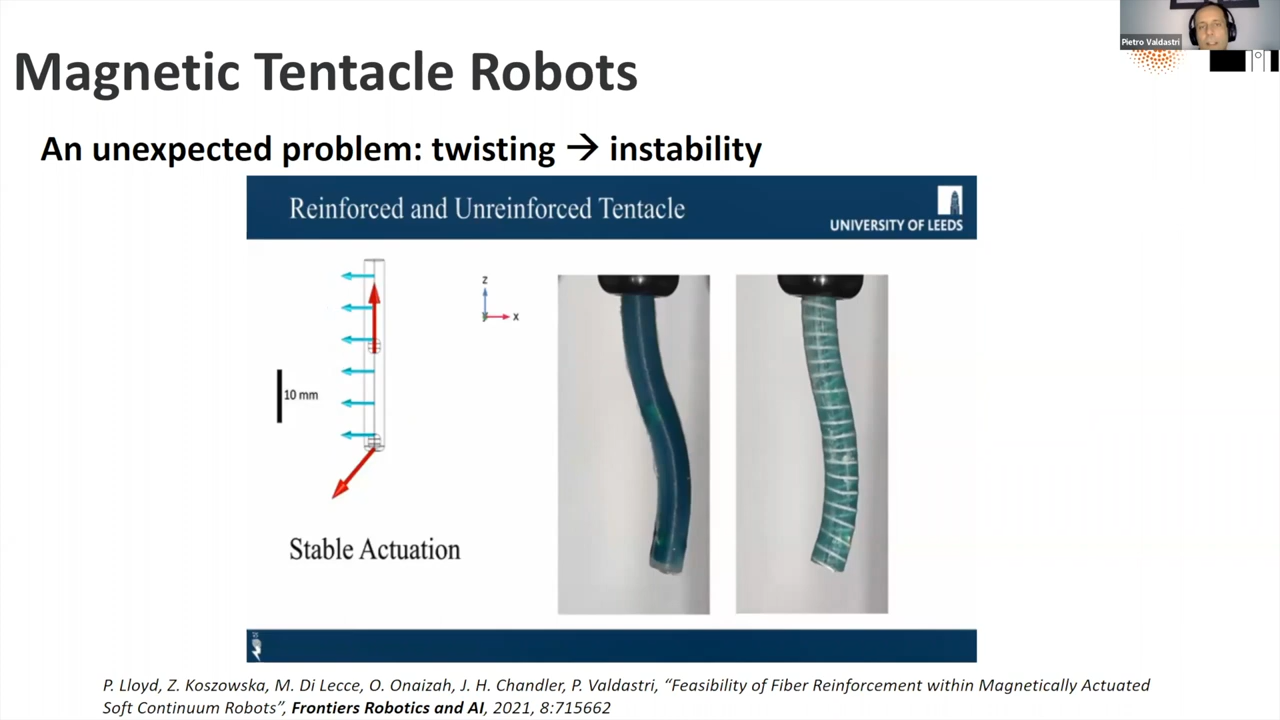 Pietro Valdastri
Magnetic Tentacle Robots
An unexpected problem: twisting → instability
Reinforced and Unreinforced Tentacle
UNIVERSITY OF LEEDS
z
x
10 mm
Stable Actuation
P. Lloyd, Z. Koszowska, M. Di Lecce, O. Onaizah, J. H. Chandler, P. Valdastri, “Feasibility of Fiber Reinforcement within Magnetically Actuated
Soft Continuum Robots”, Frontiers Robotics and AI, 2021, 8:715662